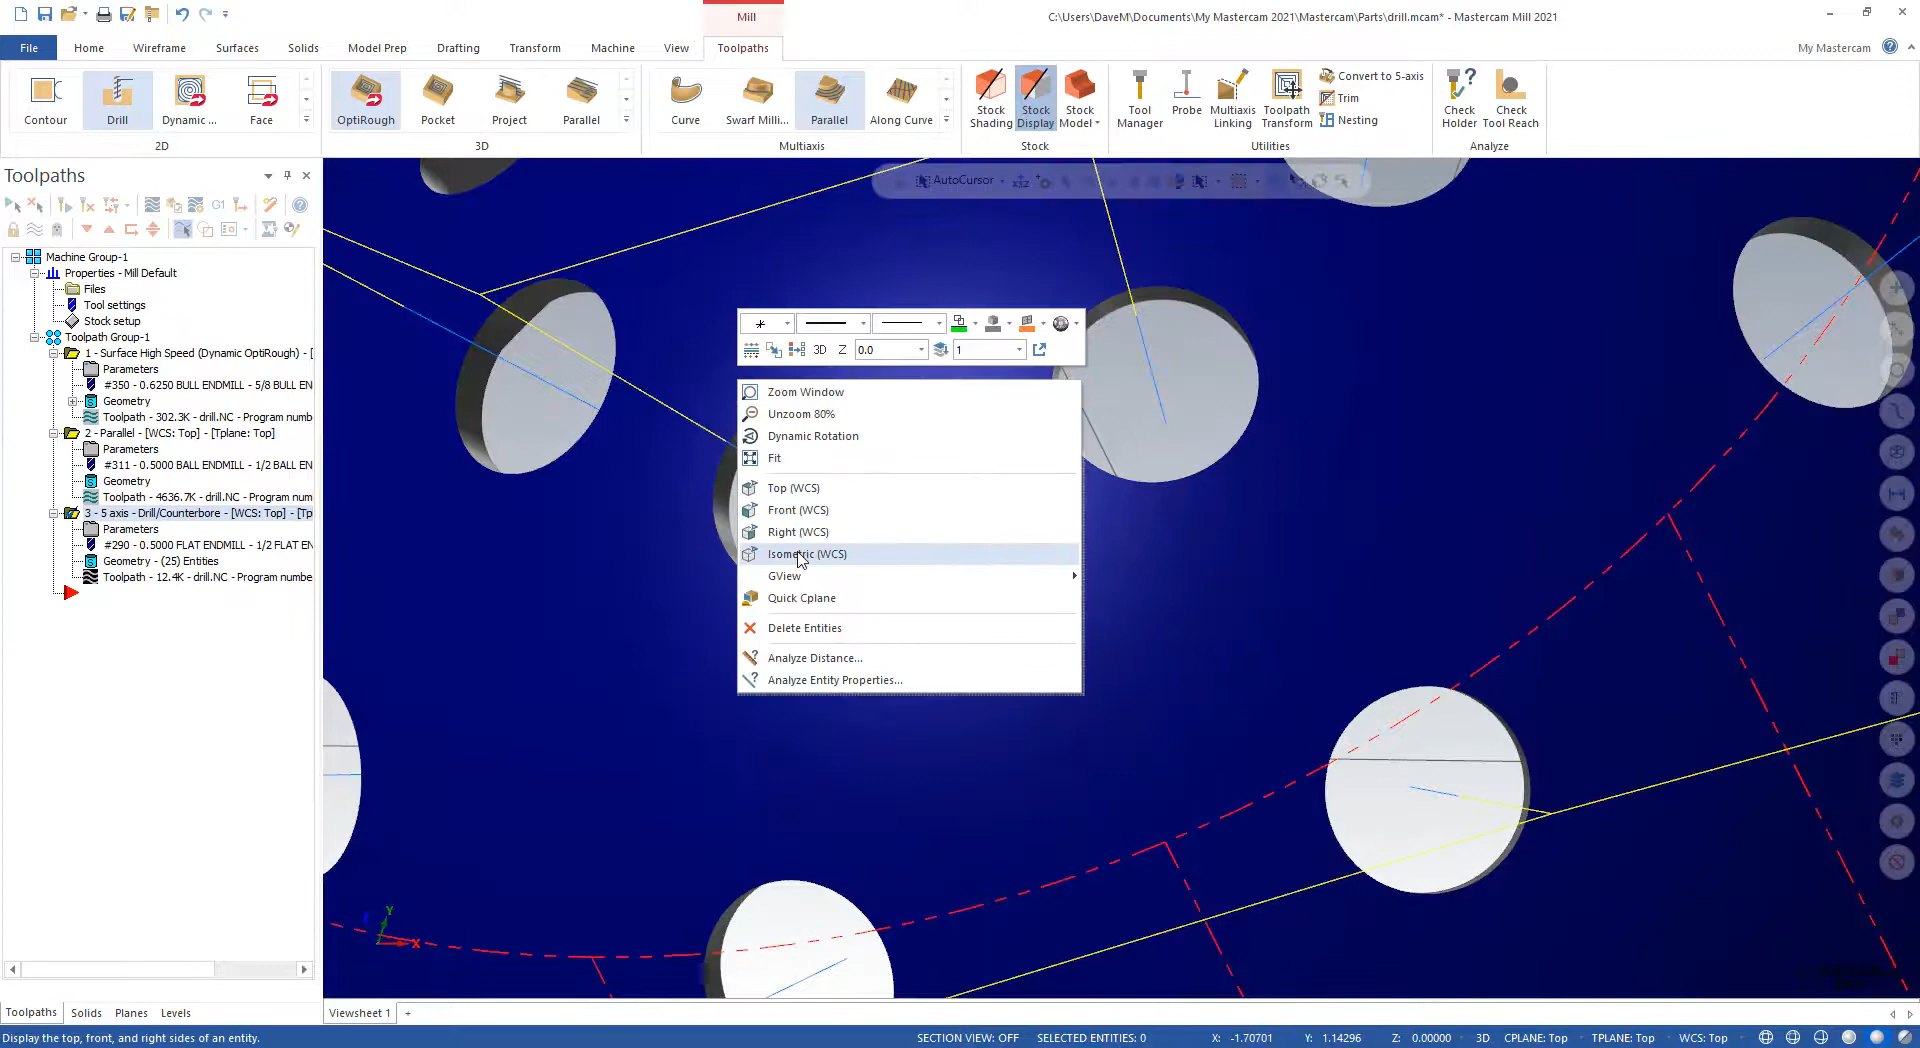 Mill
C:\Users\DaveM\Documents\My Mastercam 2021\Mastercam\Parts\drill.mcam* - Mastercam Mill 2021
File
Home
Wireframe
Surfaces
Solids
Model Prep
Drafting
Transform
Machine
View
Toolpaths
My Mastercam
Contour
Drill
Dynamic ...
Face
2D
OptiRough
Pocket
Project
Parallel
3D
Curve
Swarf Milli...
Parallel
Along Curve
Multiaxis
Stock Shading
Stock Display
Stock Model
Stock
Tool Manager
Probe
Multiaxis Linking
Toolpath Transform
Convert to 5-axis
Trim
Nesting
Utilities
Check Holder
Check Tool Reach
Analyze
Toolpaths
G1
AutoCursor
Machine Group-1
Properties - Mill Default
Files
Tool settings
Stock setup
Toolpath Group-1
1 - Surface High Speed (Dynamic OptiRough) - [
Parameters
#350 - 0.6250 BULL ENDMILL - 5/8 BULL EN
Geometry
Toolpath - 302.3K - drill.NC - Program numb
2 - Parallel - [WCS: Top] - [Tplane: Top]
Parameters
#311 - 0.5000 BALL ENDMILL - 1/2 BALL EN
Geometry
Toolpath - 4636.7K - drill.NC - Program num
3 - 5 axis - Drill/Counterbore - [WCS: Top] - [Tp
Parameters
#290 - 0.5000 FLAT ENDMILL - 1/2 FLAT EN
Geometry - (25) Entities
Toolpath - 12.4K - drill.NC - Program numbe
3D Z 0.0 1
Zoom Window
Unzoom 80%
Dynamic Rotation
Fit
Top (WCS)
Front (WCS)
Right (WCS)
Isometric (WCS)
GView
Quick Cplane
Delete Entities
Analyze Distance...
Analyze Entity Properties...
Z
Y
X
Toolpaths
Solids
Planes
Levels
Viewsheet 1
+
Display the top, front, and right sides of an entity.
SECTION VIEW: OFF
SELECTED ENTITIES: 0
X: -1.70701
Y: 1.14296
Z: 0.00000
3D
CPLANE: Top
TPLANE: Top
WCS: Top